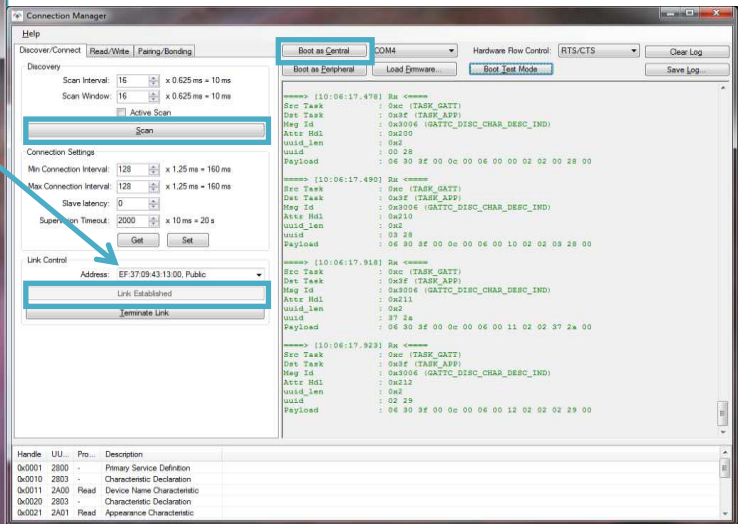 Connection Manager
Help
Discover/Connect Read/Write Pairing/Bonding
Discovery
Scan Interval: 16 x 0.625 ms = 10 ms
Scan Window: 16 x 0.625 ms = 10 ms
Active Scan
Scan
Connection Settings
Min Connection Interval: 128 x 1.25 ms = 160 ms
Max Connection Interval: 128 x 1.25 ms = 160 ms
Slave latency: 0
Supervision Timeout: 2000 x 10 ms = 20 s
Get Set
Link Control
Address: EF:37:09:43:13:00, Public
Link Established
Terminate Link
Boot as Central COM4 Hardware Flow Control: RTS/CTS Clear Log
Boot as Peripheral Load Firmware... Boot Test Mode Save Log...
====> [10:06:17.478] Rx <====
Src Task : 0xc (TASK_GATT)
Dst Task : 0x3f (TASK_APP)
Msg Id : 0x3006 (GATTC_DISC_CHAR_DESC_IND)
Attr Hdl : 0x200
uuid_len : 0x2
uuid : 00 28
Payload : 06 30 3f 00 0c 00 06 00 00 02 02 00 28 00
====> [10:06:17.490] Rx <====
Src Task : 0xc (TASK_GATT)
Dst Task : 0x3f (TASK_APP)
Msg Id : 0x3006 (GATTC_DISC_CHAR_DESC_IND)
Attr Hdl : 0x210
uuid_len : 0x2
uuid : 03 28
Payload : 06 30 3f 00 0c 00 06 00 10 02 02 03 28 00
====> [10:06:17.918] Rx <====
Src Task : 0xc (TASK_GATT)
Dst Task : 0x3f (TASK_APP)
Msg Id : 0x3006 (GATTC_DISC_CHAR_DESC_IND)
Attr Hdl : 0x211
uuid_len : 0x2
uuid : 37 2a
Payload : 06 30 3f 00 0c 00 06 00 11 02 02 37 2a 00
====> [10:06:17.923] Rx <====
Src Task : 0xc (TASK_GATT)
Dst Task : 0x3f (TASK_APP)
Msg Id : 0x3006 (GATTC_DISC_CHAR_DESC_IND)
Attr Hdl : 0x212
uuid_len : 0x2
uuid : 02 29
Payload : 06 30 3f 00 0c 00 06 00 12 02 02 02 29 00
Handle UU... Pro... Description
0x0001 2800 - Primary Service Definition
0x0010 2803 - Characteristic Declaration
0x0011 2A00 Read Device Name Characteristic
0x0020 2803 - Characteristic Declaration
0x0021 2A01 Read Appearance Characteristic